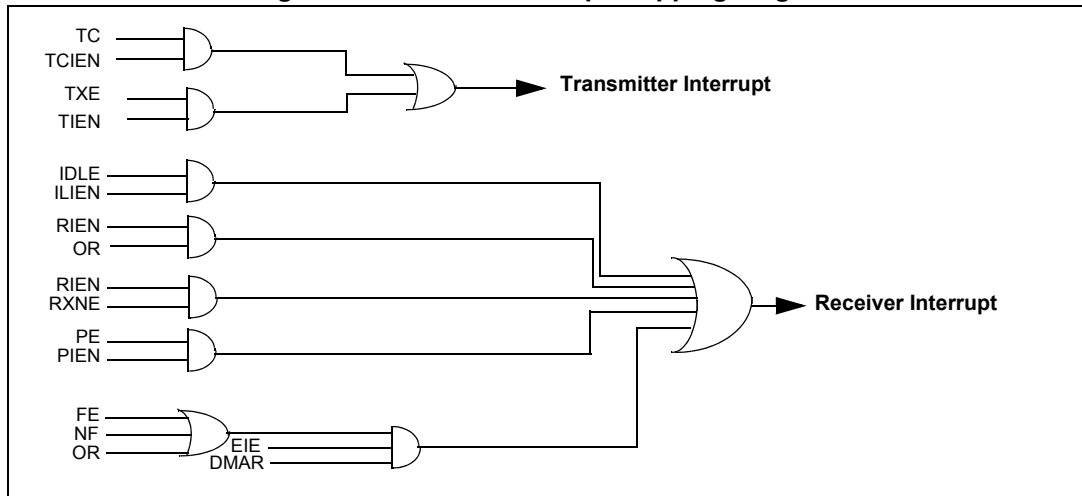 TC
TCIEN
Transmitter Interrupt
TXE
TIEN
IDLE
ILIEN
RIEN
OR
RIEN
RXNE
Receiver Interrupt
PE
PIEN
FE
NF
OR
EIE
DMAR